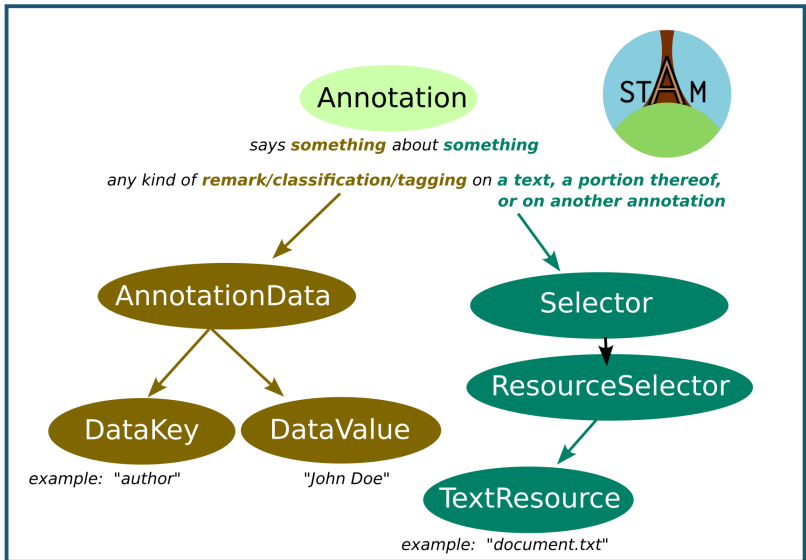 Annotation
STAM
says something about something
any kind of remark/classification/tagging on a text, a portion thereof,
or on another annotation
AnnotationData
Selector
ResourceSelector
DataKey
DataValue
example: "author"
"John Doe"
TextResource
example: "document.txt"